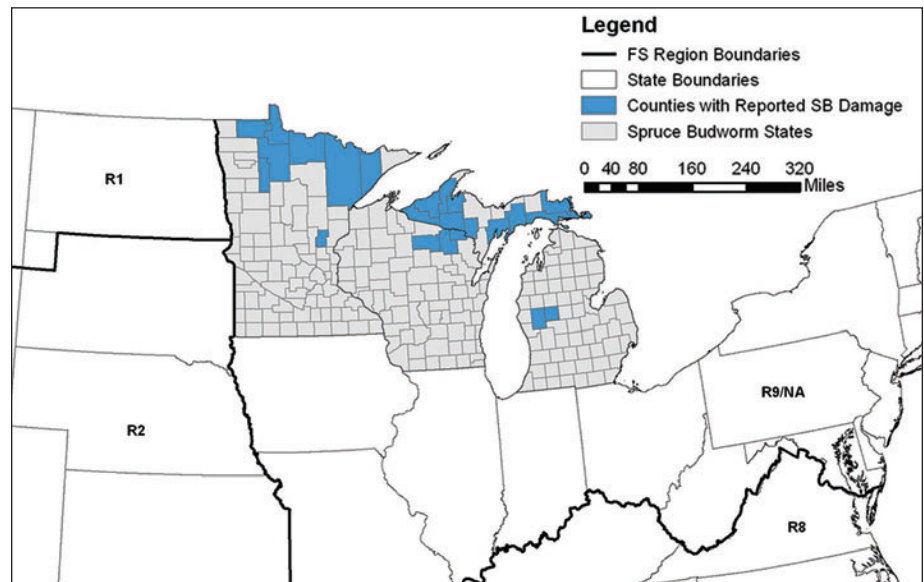 Legend
FS Region Boundaries
State Boundaries
Counties with Reported SB Damage
Spruce Budworm States
0 40 80 160 240 320
Miles
R1
R2
R9/NA
R8